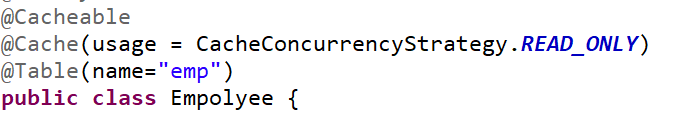 @Cacheable
@Cache(usage = CacheConcurrencyStrategy.READ_ONLY)
@Table(name="emp")
public class Empolyee {